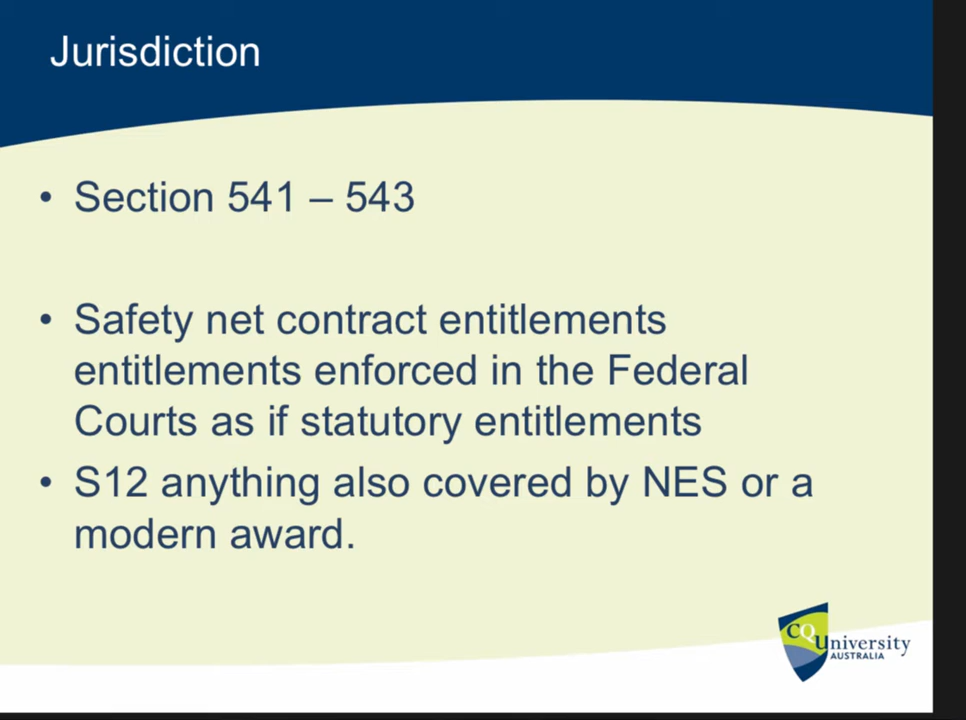 Jurisdiction
• Section 541 – 543
• Safety net contract entitlements
entitlements enforced in the Federal
Courts as if statutory entitlements
• S12 anything also covered by NES or a
modern award.
CQUniversity
AUSTRALIA